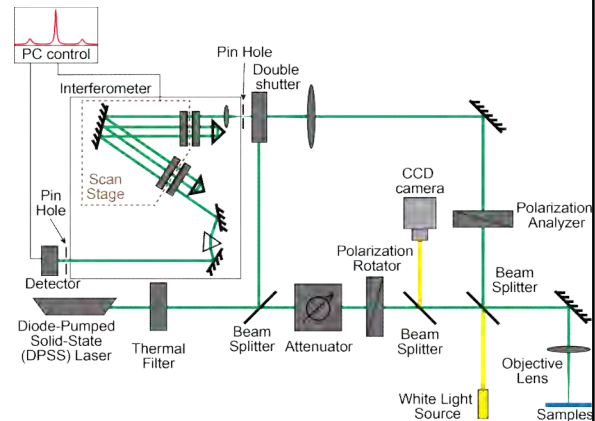 PC control
Interferometer
Pin Hole
Double
shutter
Scan
Stage
Pin
Hole
Detector
CCD
camera
Polarization
Analyzer
Polarization
Rotator
Beam
Splitter
Diode-Pumped
Solid-State
(DPSS) Laser
Thermal
Filter
Beam
Splitter
Attenuator
Beam
Splitter
Objective
Lens
White Light
Source
Samples